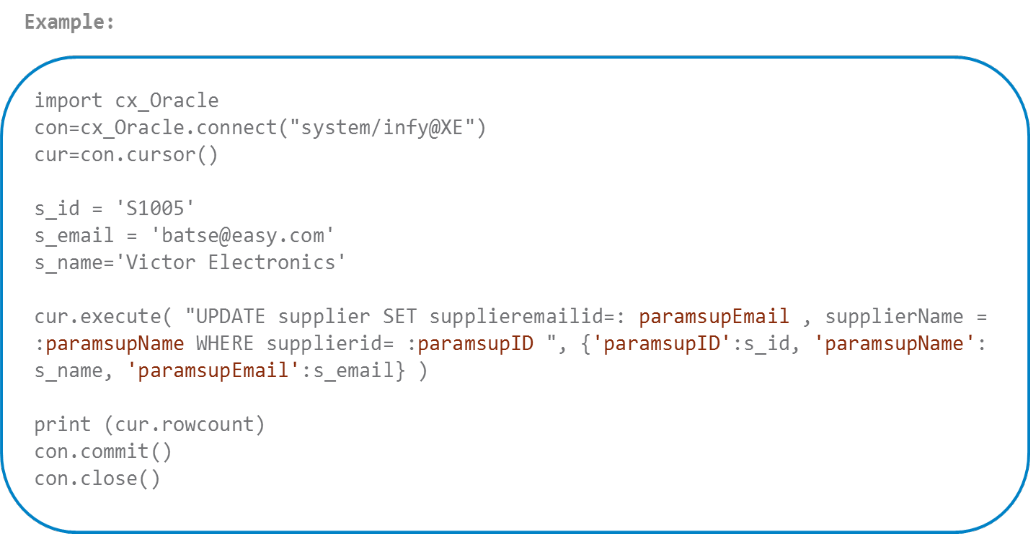 Example:
import cx_Oracle
con=cx_Oracle.connect("system/infy@XE")
cur=con.cursor()
s_id = 'S1005'
s_email = 'batse@easy.com'
s_name='Victor Electronics'
cur.execute( "UPDATE supplier SET supplieremailid=: paramsupEmail , supplierName =
:paramsupName WHERE supplierid= :paramsupID ", {'paramsupID':s_id, 'paramsupName':
s_name, 'paramsupEmail':s_email} )
print (cur.rowcount)
con.commit()
con.close()